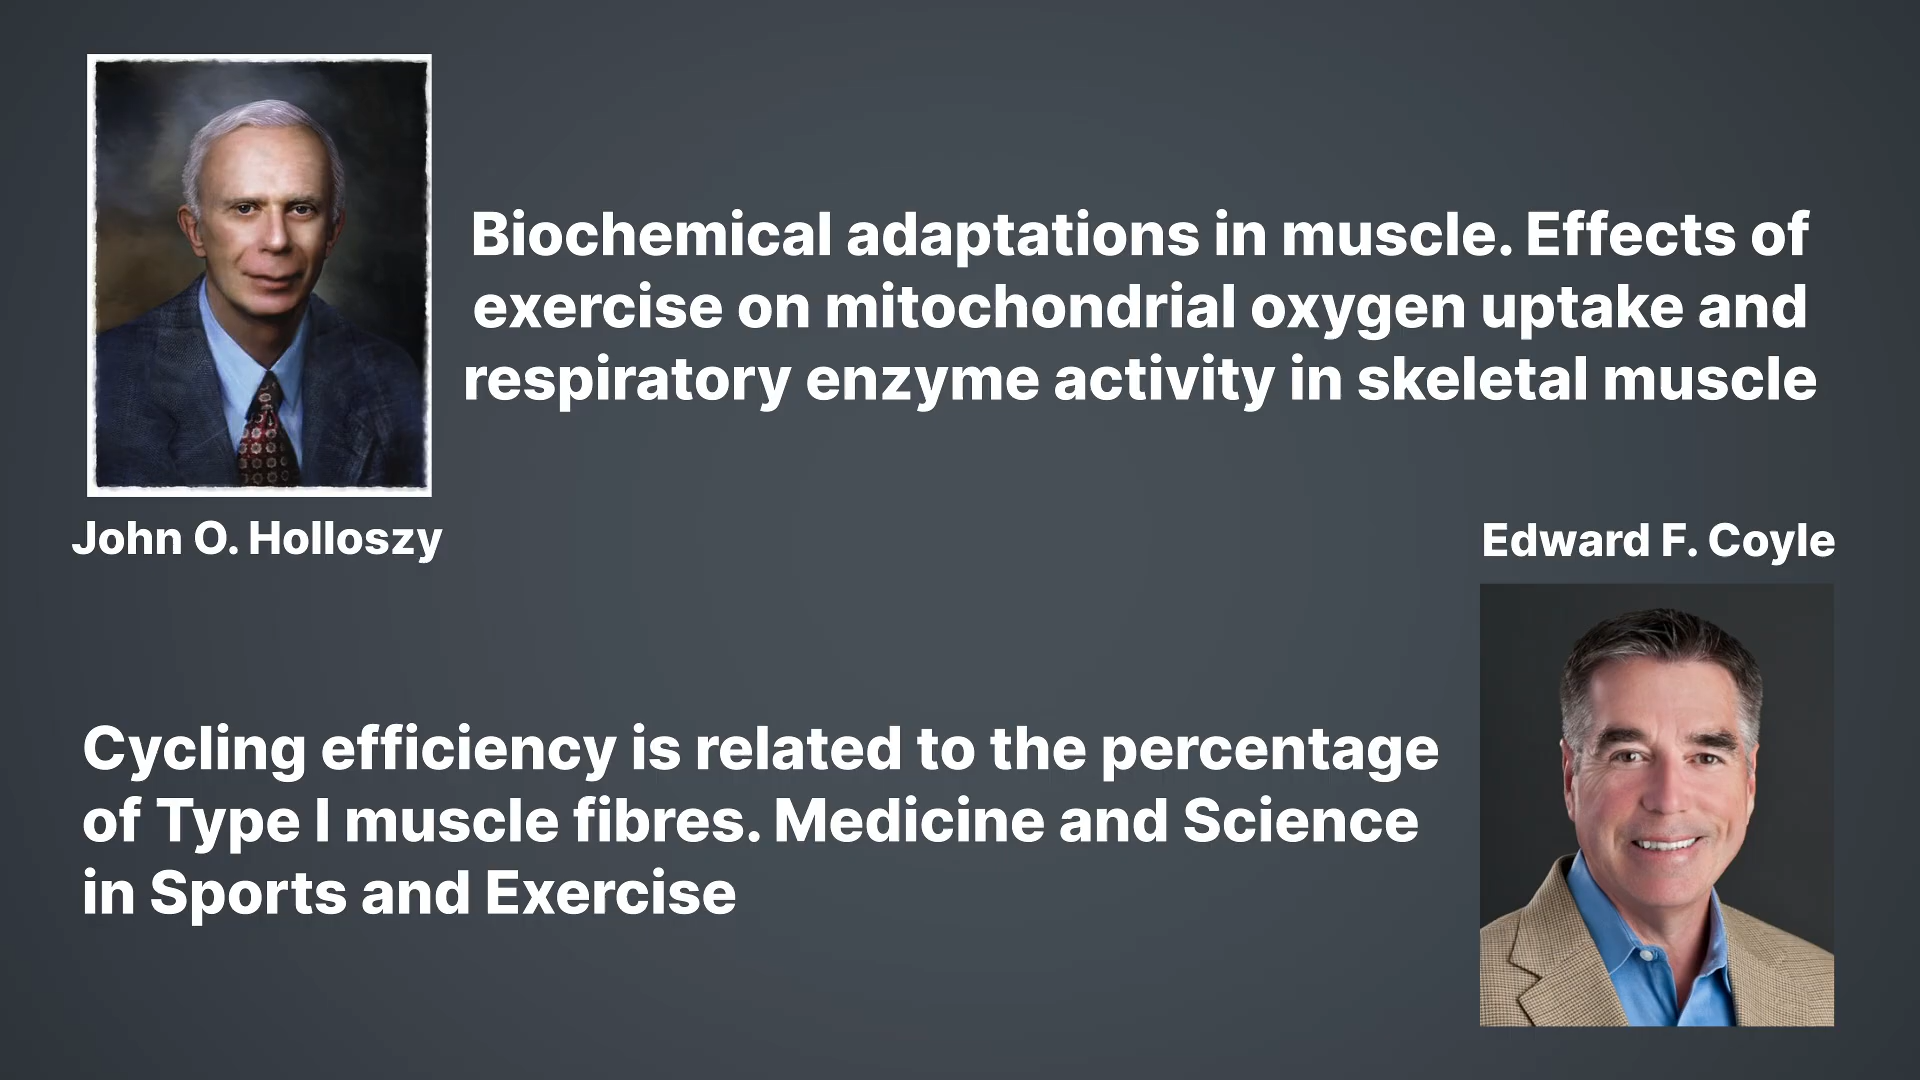 Biochemical adaptations in muscle. Effects of
exercise on mitochondrial oxygen uptake and
respiratory enzyme activity in skeletal muscle
John O. Holloszy
Edward F. Coyle
Cycling efficiency is related to the percentage
of Type I muscle fibres. Medicine and Science
in Sports and Exercise